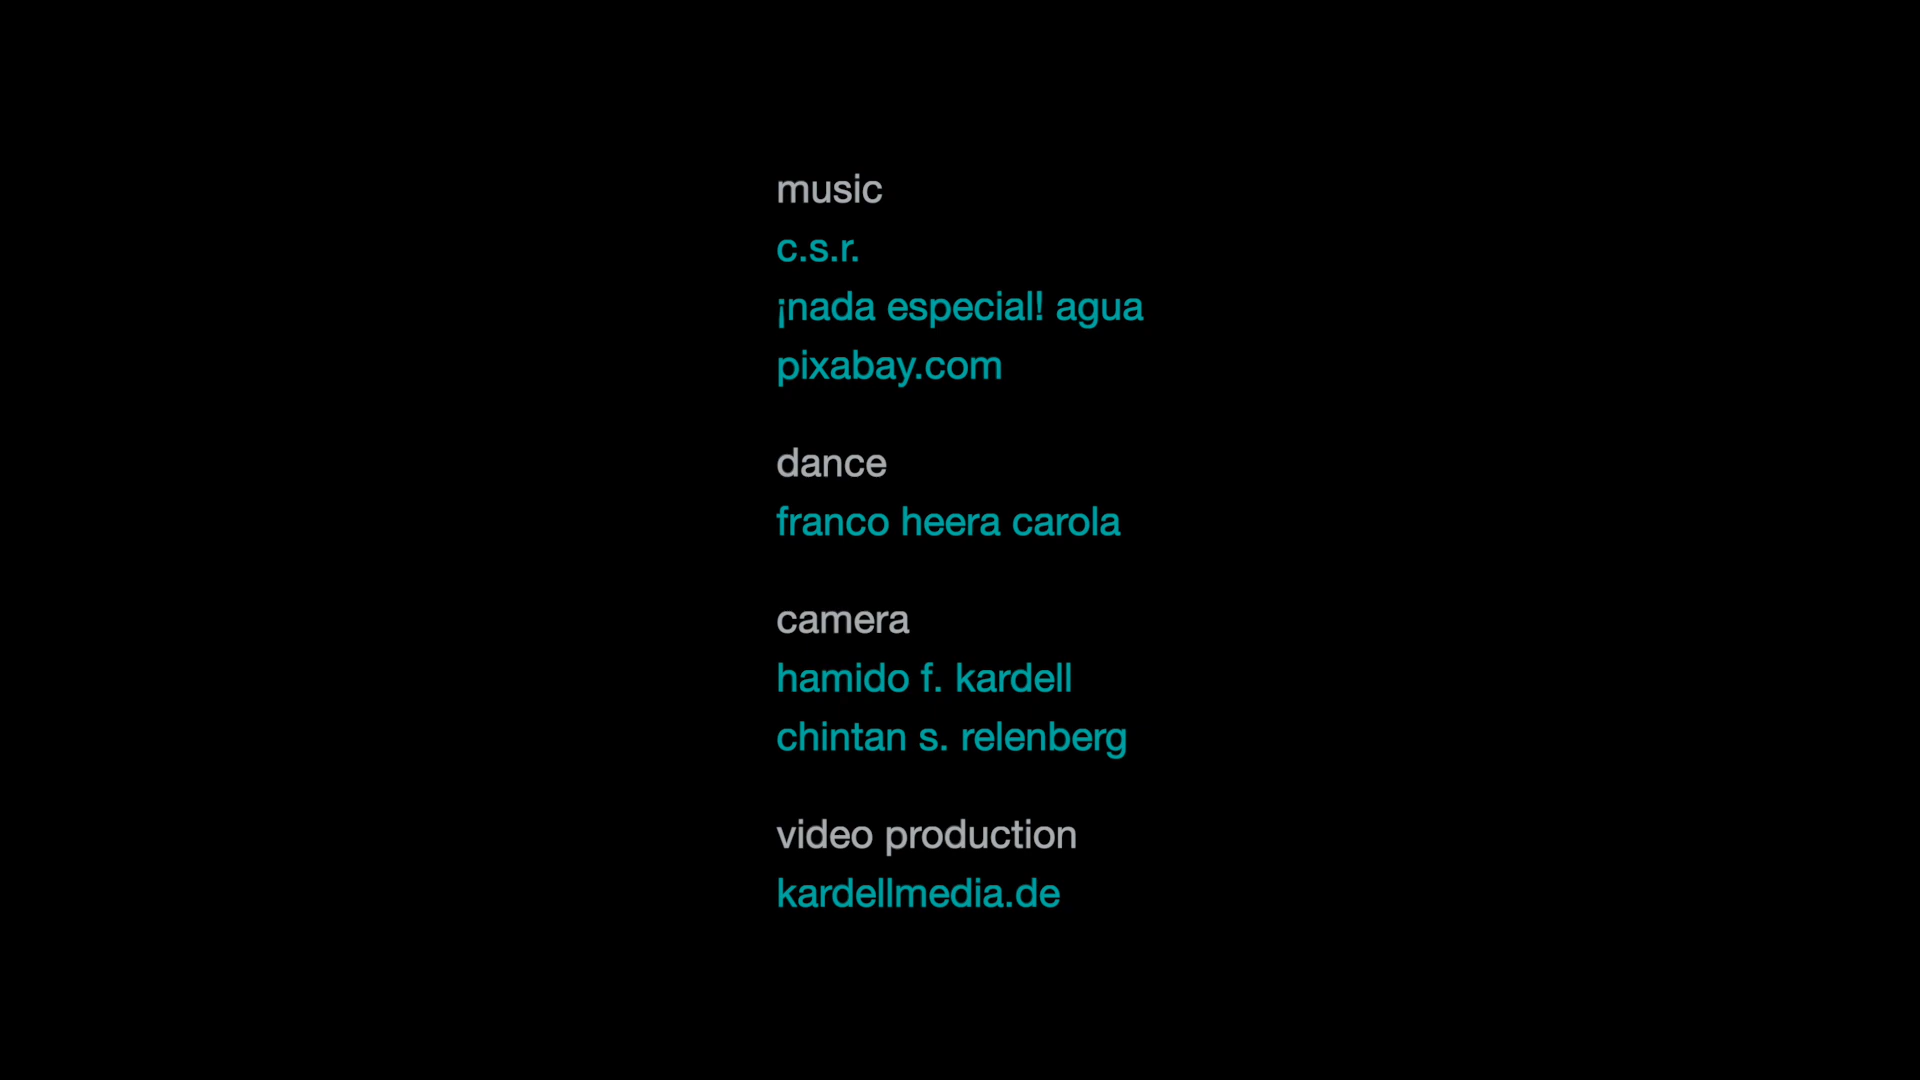 music
c.s.r.
¡nada especial! agua
pixabay.com
dance
franco heera carola
camera
hamido f. kardell
chintan s. relenberg
video production
kardellmedia.de